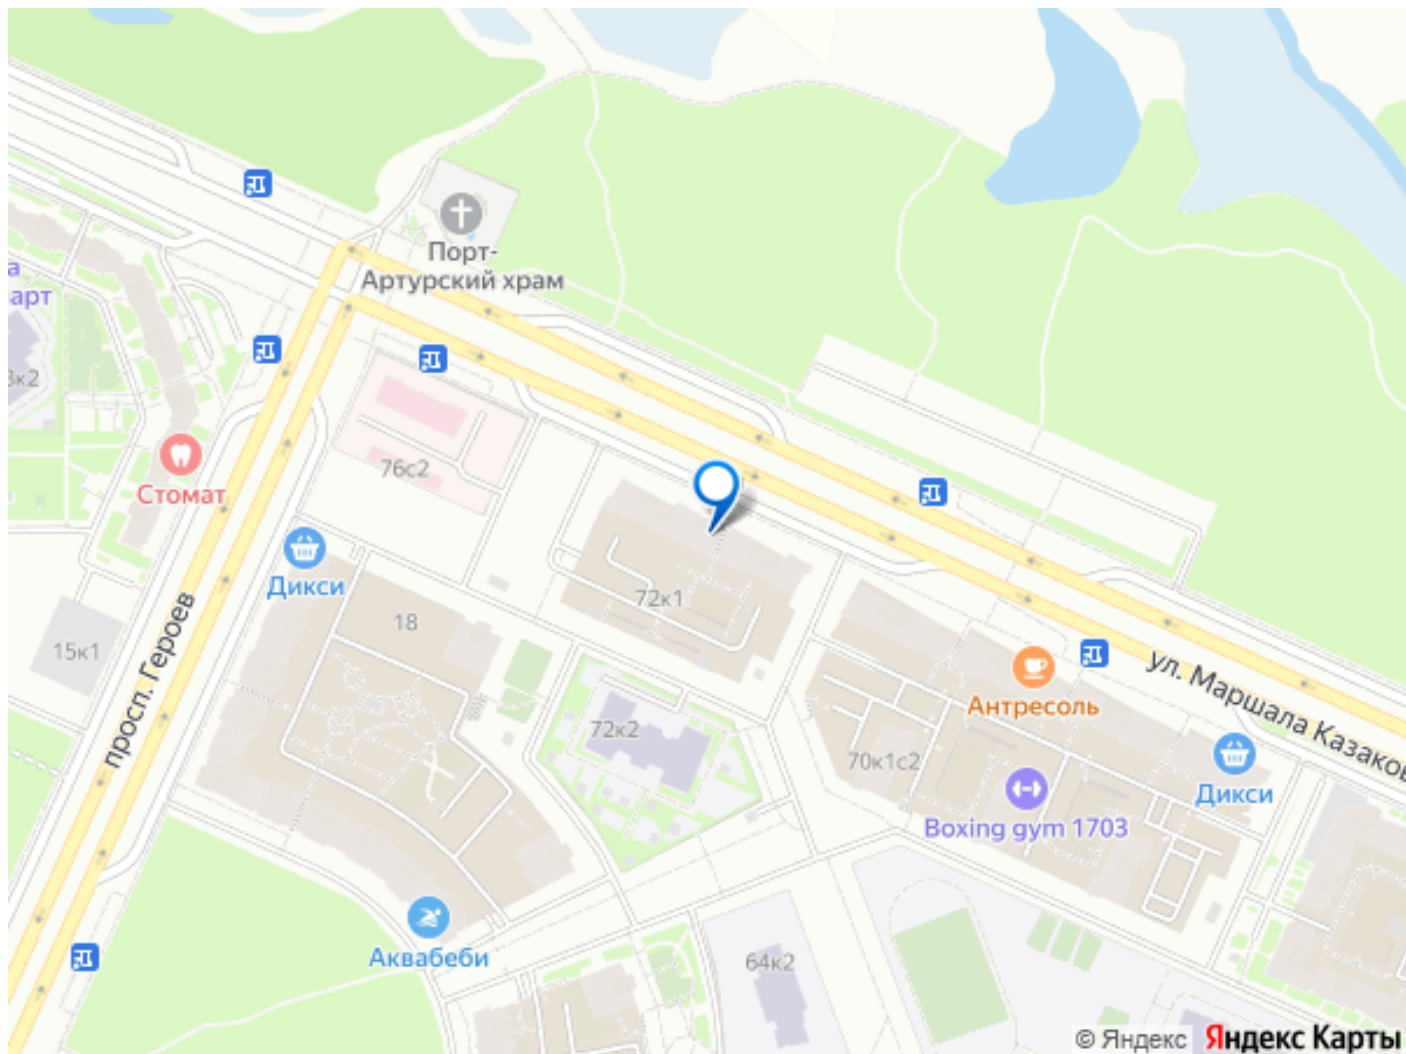 Порт-
Артурский храм
арт
76с2
Стомат
Дикси
72к1
18
15к1
просп. Героев
ул. Маршала Казаков
Антресоль
72к2
70к1с2
Дикси
Boxing gym 1703
Аквабеби
64к2
© Яндекс Яндекс Карты